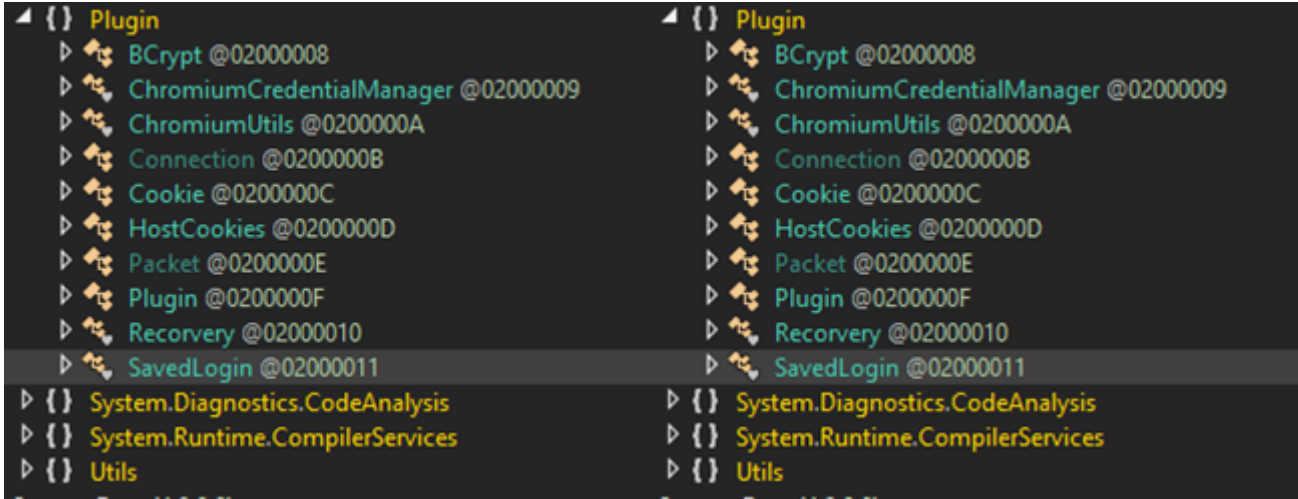 { } Plugin
BCrypt @02000008
ChromiumCredentialManager @02000009
ChromiumUtils @0200000A
Connection @0200000B
Cookie @0200000C
HostCookies @0200000D
Packet @0200000E
Plugin @0200000F
Recorvery @02000010
SavedLogin @02000011
{ } System.Diagnostics.CodeAnalysis
{ } System.Runtime.CompilerServices
{ } Utils
{ } Plugin
BCrypt @02000008
ChromiumCredentialManager @02000009
ChromiumUtils @0200000A
Connection @0200000B
Cookie @0200000C
HostCookies @0200000D
Packet @0200000E
Plugin @0200000F
Recorvery @02000010
SavedLogin @02000011
{ } System.Diagnostics.CodeAnalysis
{ } System.Runtime.CompilerServices
{ } Utils